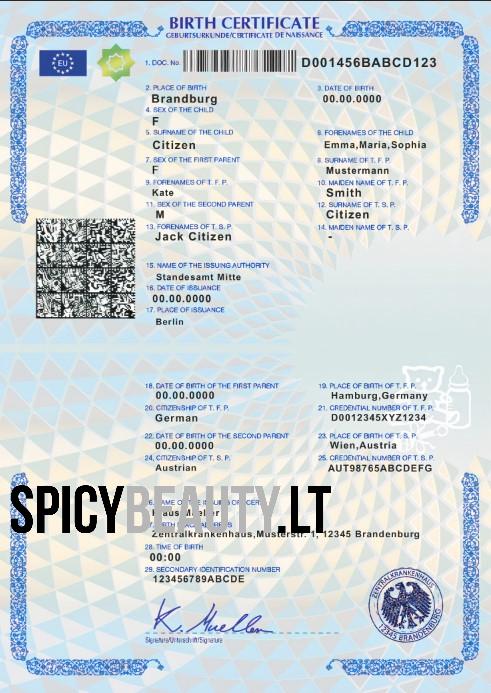 BIRTH CERTIFICATE
GEBURTSURKUNDE/CERTIFICATE DE NAISSANCE
EU
1. DOC. No.
D001456BABCD123
2. PLACE OF BIRTH
3. DATE OF BIRTH
Brandburg
00.00.0000
4. SEX OF THE CHILD
F
5. SURNAME OF THE CHILD
6. FORENAMES OF THE CHILD
Citizen
Emma,Maria,Sophia
7. SEX OF THE FIRST PARENT
8. SURNAME OF T. F. P.
F
Mustermann
9. FORENAMES OF T. F. P.
10. MAIDEN NAME OF T. F. P.
Kate
Smith
11. SEX OF THE SECOND PARENT
12. SURNAME OF T. S. P.
M
Citizen
13. FORENAMES OF T. S. P.
14. MAIDEN NAME OF T. S. P.
Jack Citizen
-
15. NAME OF THE ISSUING AUTHORITY
Standesamt Mitte
16. DATE OF ISSUANCE
00.00.0000
17. PLACE OF ISSUANCE
Berlin
18. DATE OF BIRTH OF THE FIRST PARENT
19. PLACE OF BIRTH OF T. F. P.
00.00.0000
Hamburg,Germany
20. CITIZENSHIP OF T. F. P.
21. CREDENTIAL NUMBER OF T. F. P.
German
D0012345XYZ1234
22. DATE OF BIRTH OF THE SECOND PARENT
23. PLACE OF BIRTH OF T. S. P.
00.00.0000
Wien,Austria
24. CITIZENSHIP OF T. S. P.
25. CREDENTIAL NUMBER OF T. S. P.
Austrian
AUT98765ABCDEFG
SPICYBEAUTY.LT
Zentralkrankenhaus,Musterstr. 1, 12345 Brandenburg
28. TIME OF BIRTH
00:00
29. SECONDARY IDENTIFICATION NUMBER
123456789ABCDE
K. Mueller
Signature/Unterschrift/Signature
ZENTRALKRANKENHAUS
12345 BRANDENBURG